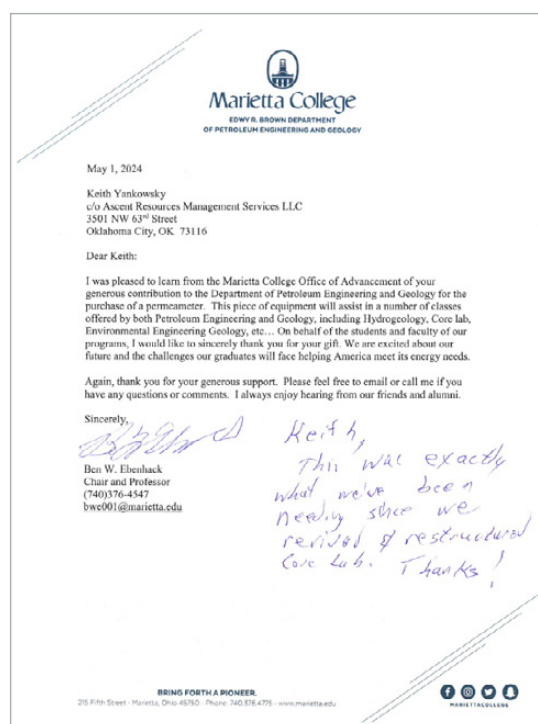 Marietta College
EDWY R. BROWN DEPARTMENT
OF PETROLEUM ENGINEERING AND GEOLOGY
May 1, 2024
Keith Yankowsky
c/o Ascent Resources Management Services LLC
3501 NW 63rd Street
Oklahoma City, OK 73116
Dear Keith:
I was pleased to learn from the Marietta College Office of Advancement of your
generous contribution to the Department of Petroleum Engineering and Geology for the
purchase of a permeameter. This piece of equipment will assist in a number of classes
offered by both Petroleum Engineering and Geology, including Hydrogeology, Core lab,
Environmental Engineering Geology, etc… On behalf of the students and faculty of our
programs, I would like to sincerely thank you for your gift. We are excited about our
future and the challenges our graduates will face helping America meet its energy needs.
Again, thank you for your generous support. Please feel free to email or call me if you
have any questions or comments. I always enjoy hearing from our friends and alumni.
Sincerely,
Ben W. Ebenhack
Chair and Professor
(740)376-4547
bwe001@marietta.edu
Keith,
This was exactly
what we've been
needing since we
revised & restructured
Core Lab. Thanks!
BRING FORTH A PIONEER.
215 Fifth Street - Marietta, Ohio 45750 - Phone: 740.376.4775 - www.marietta.edu
MARIETTACOLLEGE